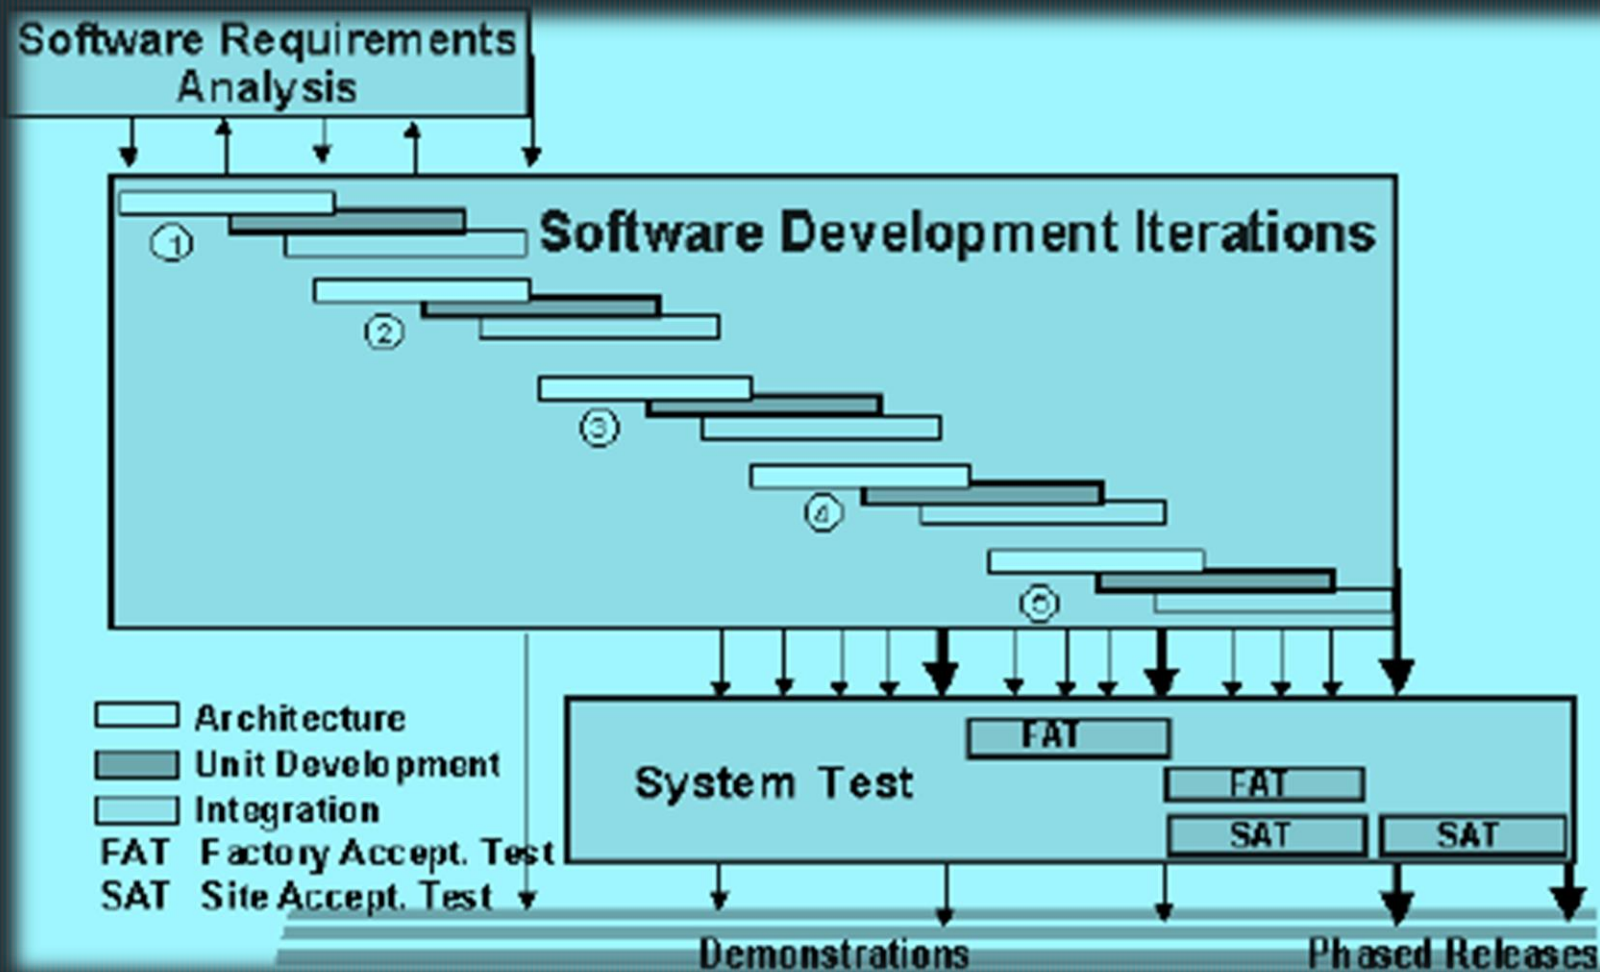 Software Requirements
Analysis
Software Development Iterations
1
2
3
4
5
Architecture
Unit Development
Integration
FAT Factory Accept. Test
SAT Site Accept. Test
System Test
FAT
FAT
SAT
SAT
Demonstrations
Phased Releases